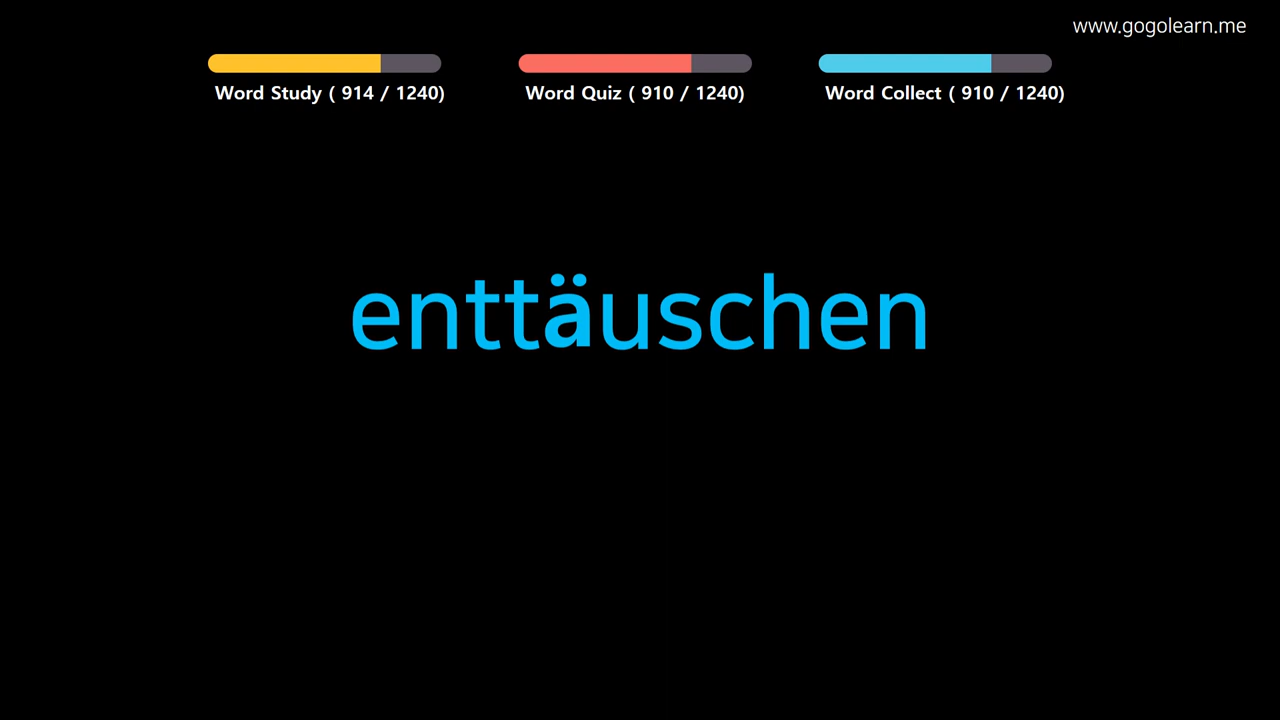 www.gogolearn.me
Word Study ( 914 / 1240)
Word Quiz ( 910 / 1240)
Word Collect ( 910 / 1240)
enttäuschen